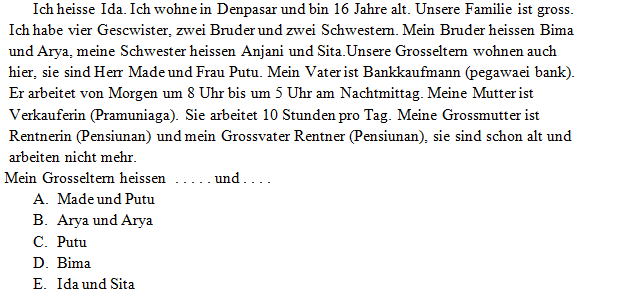 Ich heisse Ida. Ich wohne in Denpasar und bin 16 Jahre alt. Unsere Familie ist gross.
Ich habe vier Gescwister, zwei Bruder und zwei Schwestern. Mein Bruder heissen Bima
und Arya, meine Schwester heissen Anjani und Sita.Unsere Grosseltern wohnen auch
hier, sie sind Herr Made und Frau Putu. Mein Vater ist Bankkaufmann (pegawaei bank).
Er arbeitet von Morgen um 8 Uhr bis um 5 Uhr am Nachtmittag. Meine Mutter ist
Verkauferin (Pramuniaga). Sie arbeitet 10 Stunden pro Tag. Meine Grossmutter ist
Rentnerin (Pensiunan) und mein Grossvater Rentner (Pensiunan), sie sind schon alt und
arbeiten nicht mehr.
Mein Grosseltern heissen . . . . . und . . . .
A. Made und Putu
B. Arya und Arya
C. Putu
D. Bima
E. Ida und Sita